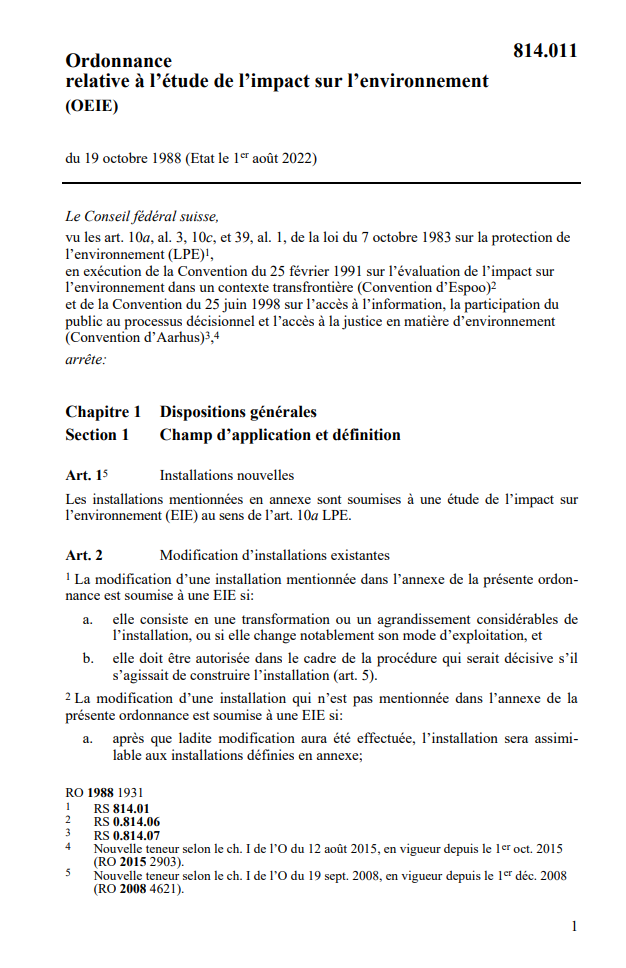 Ordonnance 814.011
relative à l’étude de l’impact sur l’environnement
(OEIE)
du 19 octobre 1988 (Etat le 1er août 2022)
Le Conseil fédéral suisse,
vu les art. 10a, al. 3, 10c, et 39, al. 1, de la loi du 7 octobre 1983 sur la protection de
l’environnement (LPE)1,
en exécution de la Convention du 25 février 1991 sur l’évaluation de l’impact sur
l’environnement dans un contexte transfrontière (Convention d’Espoo)2
et de la Convention du 25 juin 1998 sur l’accès à l’information, la participation du
public au processus décisionnel et l’accès à la justice en matière d’environnement
(Convention d’Aarhus)3,4
arrête:
Chapitre 1 Dispositions générales
Section 1 Champ d’application et définition
Art. 15 Installations nouvelles
Les installations mentionnées en annexe sont soumises à une étude de l’impact sur
l’environnement (EIE) au sens de l’art. 10a LPE.
Art. 2 Modification d’installations existantes
1 La modification d’une installation mentionnée dans l’annexe de la présente ordon-
nance est soumise à une EIE si:
a. elle consiste en une transformation ou un agrandissement considérables de
l’installation, ou si elle change notablement son mode d’exploitation, et
b. elle doit être autorisée dans le cadre de la procédure qui serait décisive s’il
s’agissait de construire l’installation (art. 5).
2 La modification d’une installation qui n’est pas mentionnée dans l’annexe de la
présente ordonnance est soumise à une EIE si:
a. après que ladite modification aura été effectuée, l’installation sera assimi-
lable aux installations définies en annexe;
RO 1988 1931
1 RS 814.01
2 RS 0.814.06
3 RS 0.814.07
4 Nouvelle teneur selon le ch. I de l’O du 12 août 2015, en vigueur depuis le 1er oct. 2015
(RO 2015 2903).
5 Nouvelle teneur selon le ch. I de l’O du 19 sept. 2008, en vigueur depuis le 1er déc. 2008
(RO 2008 4621).
1